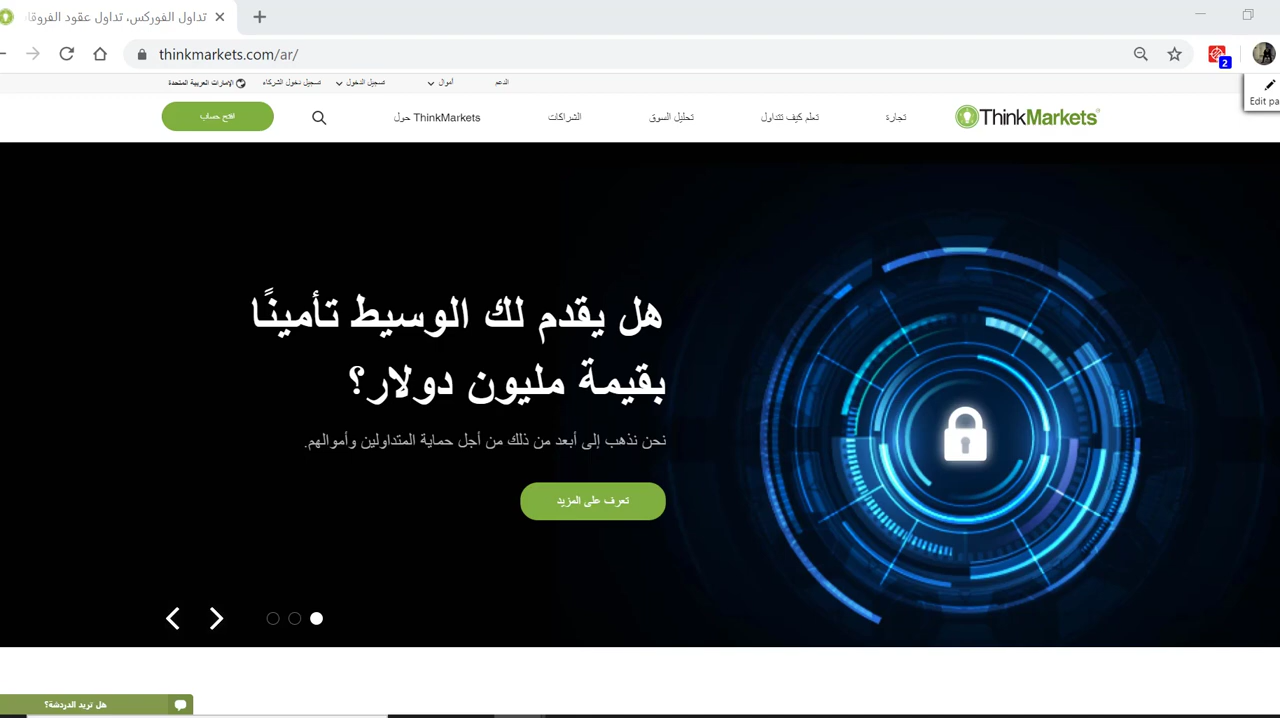 تداول الفوركس، تداول عقود الفروقا
thinkmarkets.com/ar/
2
Edit pa
الدعم
أموال
تسجيل الدخول
تسجيل دخول الشركاء
الإمارات العربية المتحدة
ThinkMarkets
تجارة
تعلم كيف تتداول
تحليل السوق
الشراكات
حول ThinkMarkets
افتح حساب
هل يقدم لك الوسيط تأمينًا
بقيمة مليون دولار؟
نحن نذهب إلى أبعد من ذلك من أجل حماية المتداولين وأموالهم.
تعرف على المزيد
هل تريد الدردشة؟